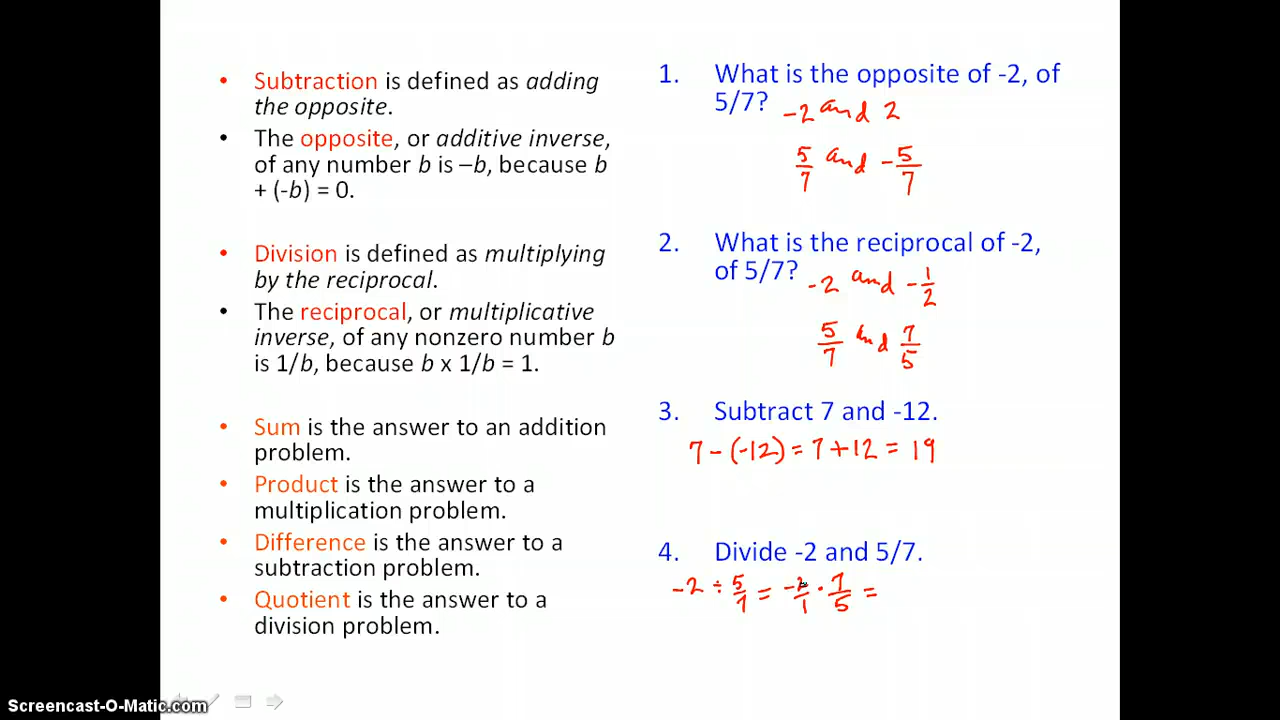 • Subtraction is defined as adding
the opposite.
• The opposite, or additive inverse,
of any number b is –b, because b
+ (-b) = 0.
• Division is defined as multiplying
by the reciprocal.
• The reciprocal, or multiplicative
inverse, of any nonzero number b
is 1/b, because b x 1/b = 1.
• Sum is the answer to an addition
problem.
• Product is the answer to a
multiplication problem.
• Difference is the answer to a
subtraction problem.
• Quotient is the answer to a
division problem.
1. What is the opposite of -2, of
5/7? -2 and 2
5/7 and -5/7
2. What is the reciprocal of -2,
of 5/7? -2 and -1/2
5/7 and 7/5
3. Subtract 7 and -12.
7 - (-12) = 7 + 12 = 19
4. Divide -2 and 5/7.
-2 ÷ 5/7 = -2/1 · 7/5 =
Screencast-O-Matic.com